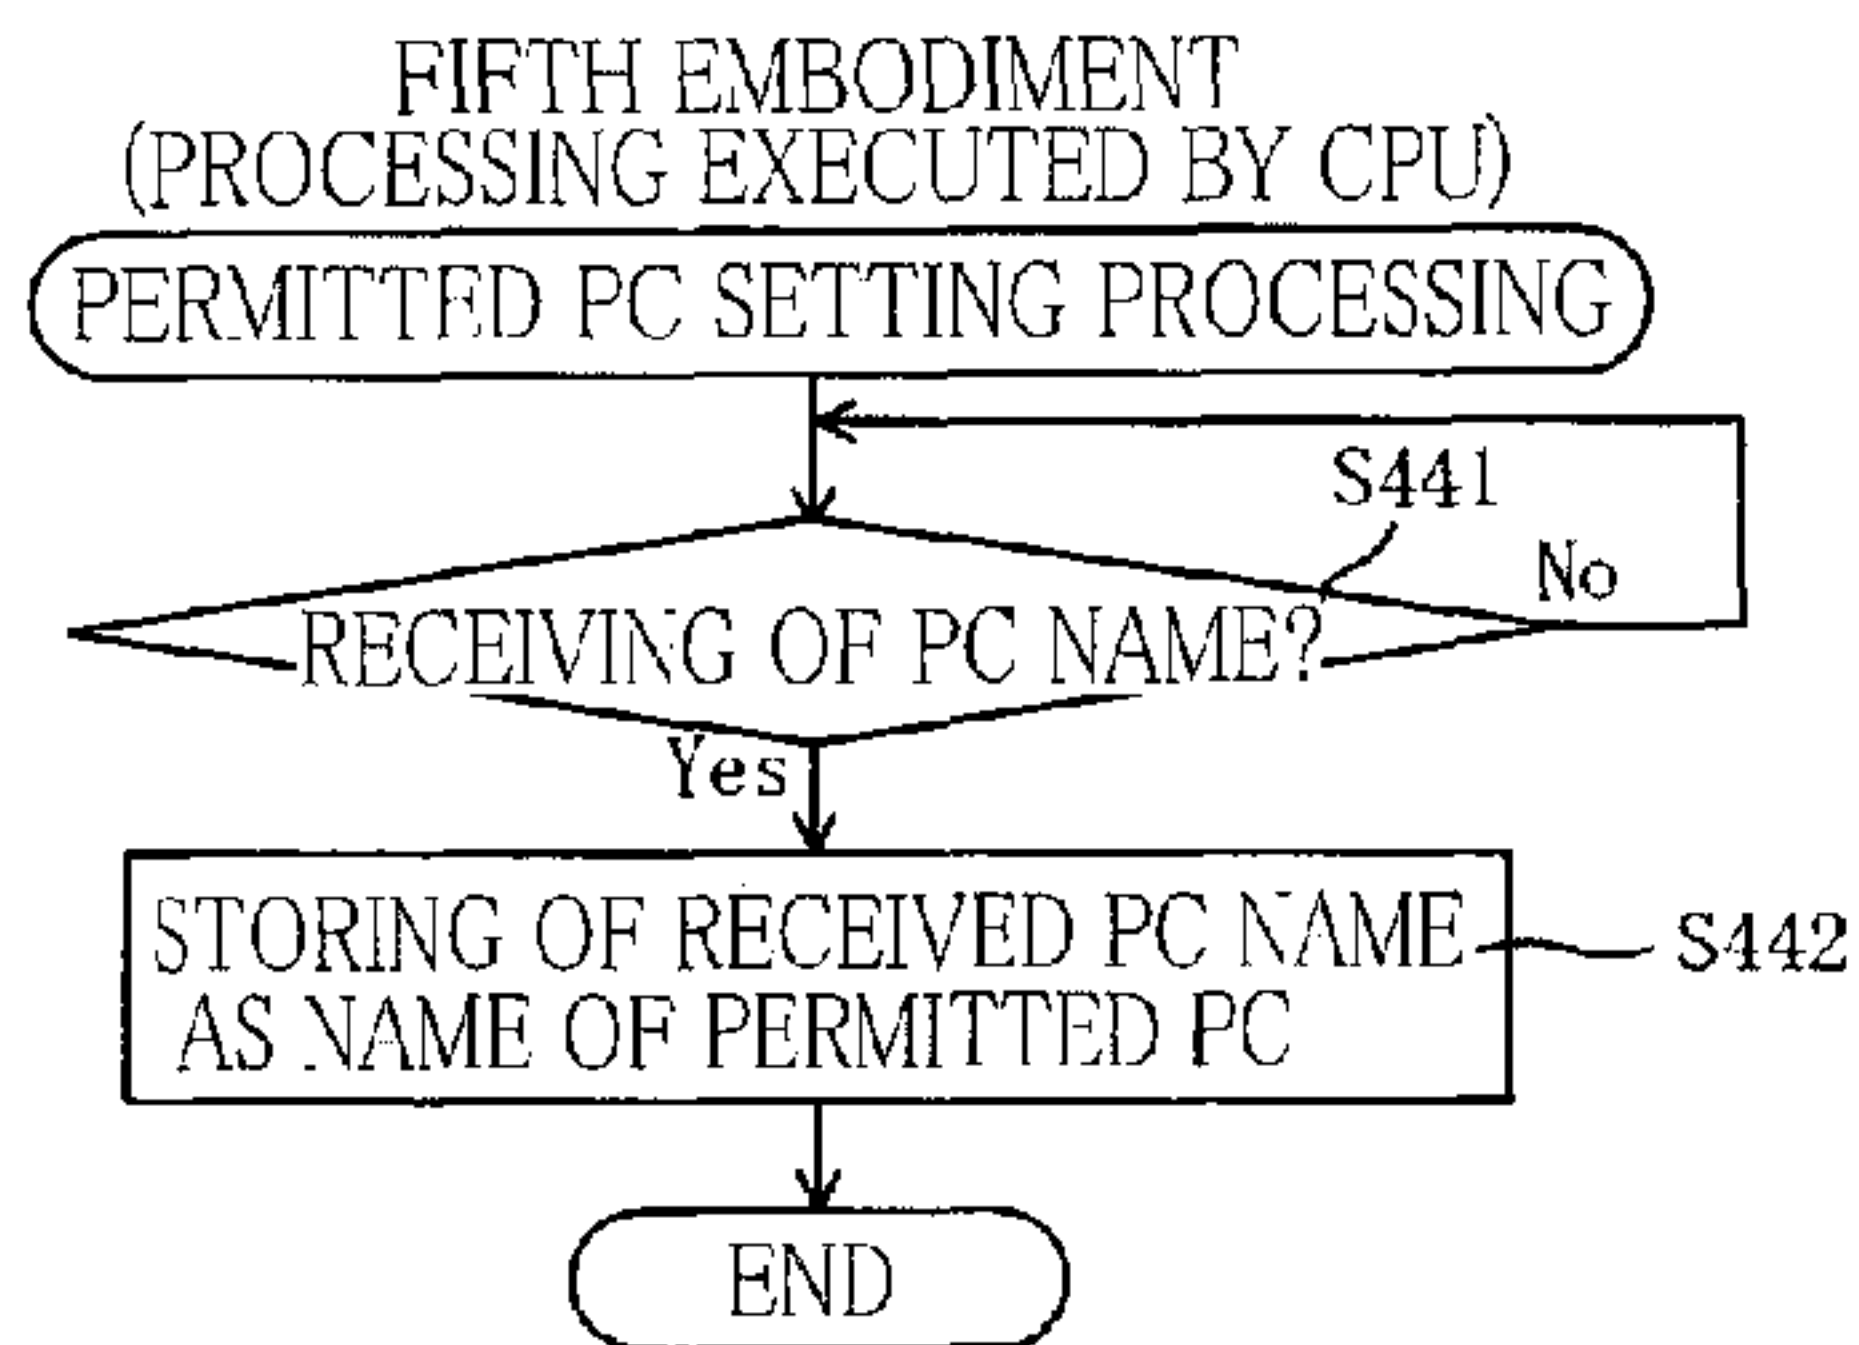 FIFTH EMBODIMENT
(PROCESSING EXECUTED BY CPU)
PERMITTED PC SETTING PROCESSING
S441
No
RECEIVING OF PC NAME?
Yes
STORING OF RECEIVED PC NAME
AS NAME OF PERMITTED PC
S442
END